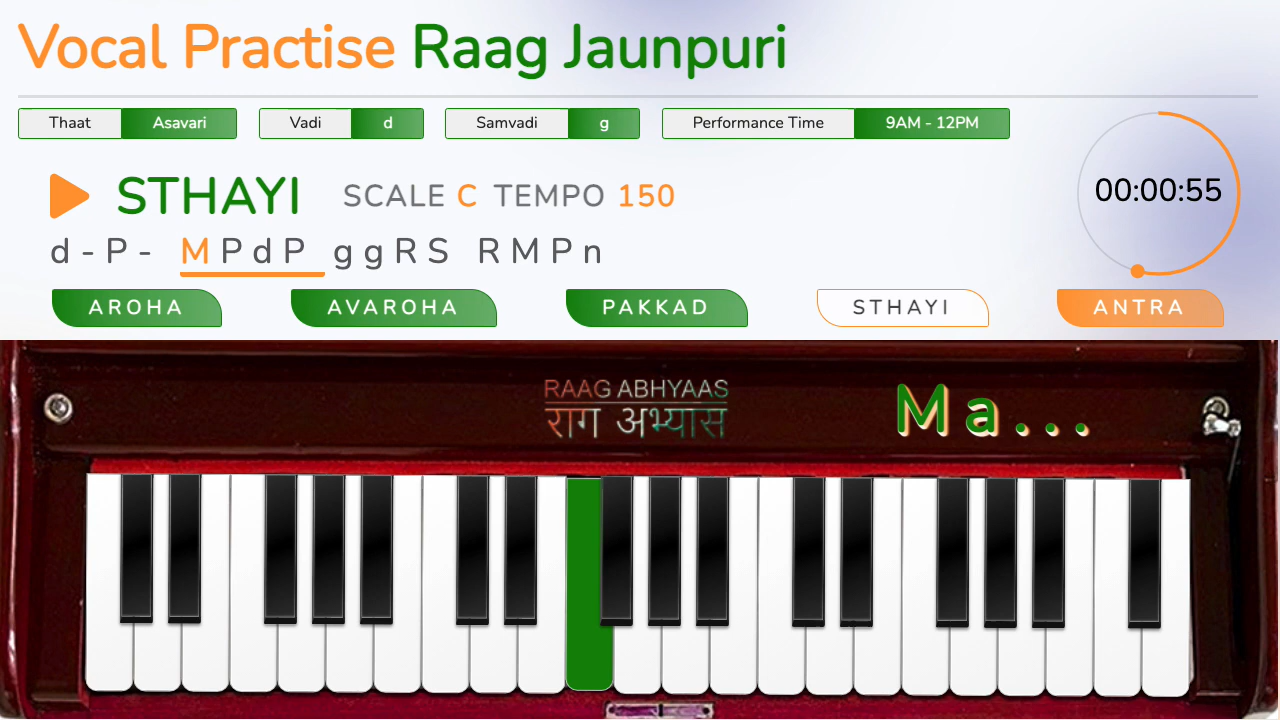 Vocal Practise Raag Jaunpuri
Thaat Asavari Vadi d Samvadi g Performance Time 9AM - 12PM
00:00:55
STHAYI SCALE C TEMPO 150
d - P - M P d P g g R S R M P n
AROHA AVAROHA PAKKAD STHAYI ANTRA
RAAG ABHYAAS
राग अभ्यास
Ma...